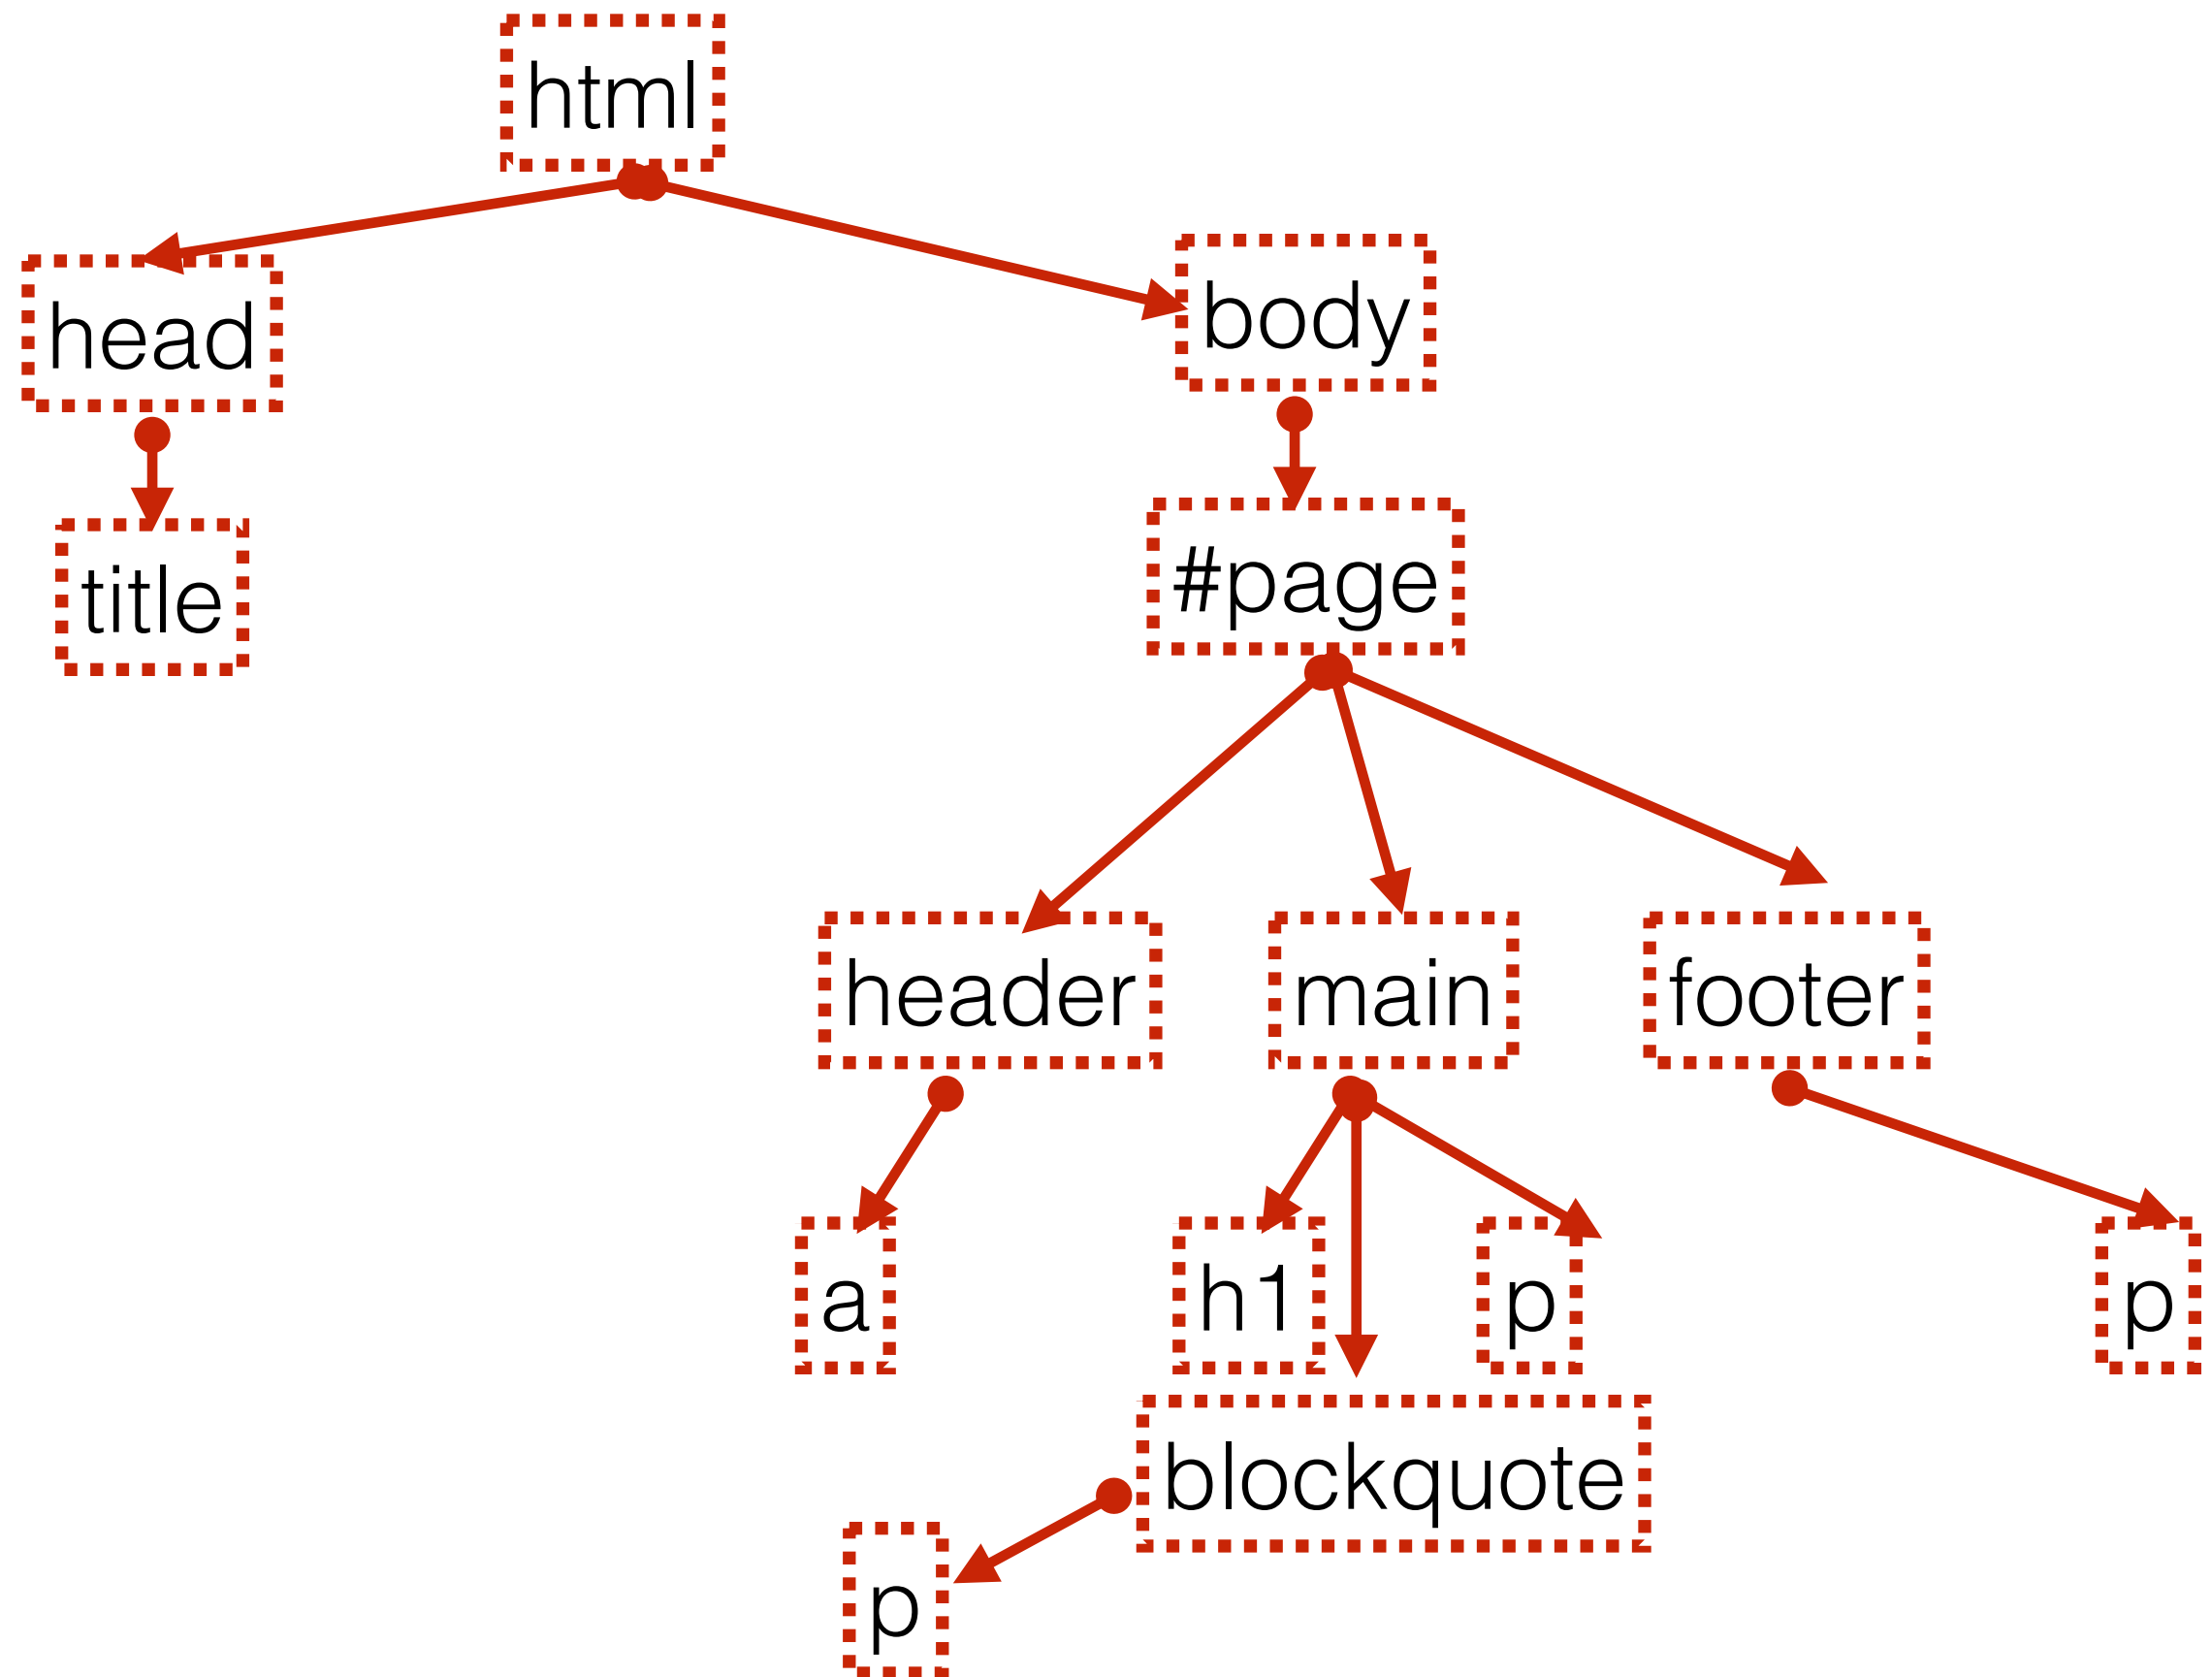 html
head
body
title
#page
header
main
footer
a
h1
p
p
blockquote
p